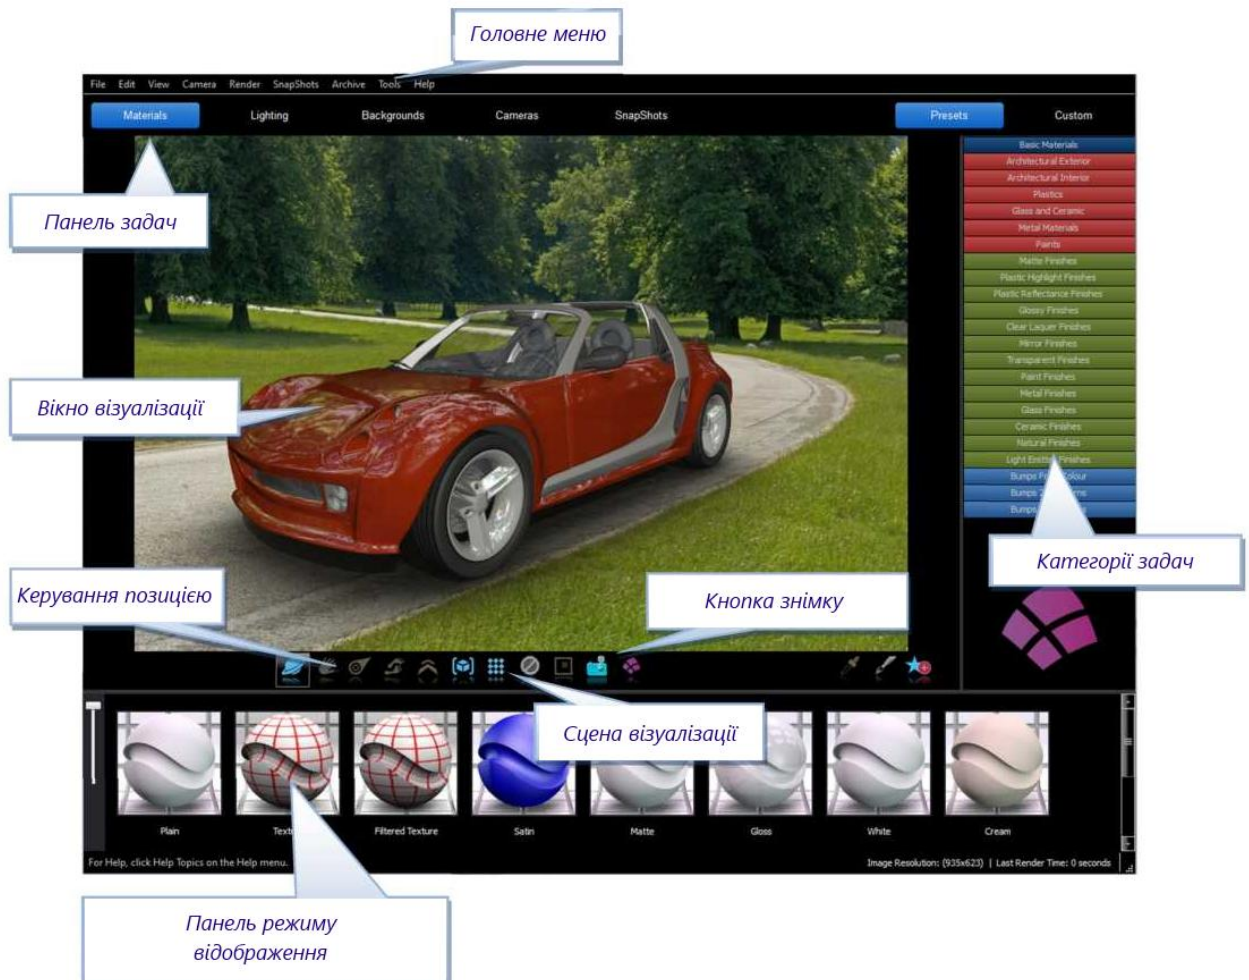 Головне меню
File Edit View Camera Render SnapShots Archive Tools Help
Materials Lighting Backgrounds Cameras SnapShots Presets Custom
Панель задач
Вікно візуалізації
Basic Materials
Architectural Exterior
Architectural Interior
Plastics
Glass and Ceramic
Metal Materials
Paints
Matte Finishes
Plastic Highlight Finishes
Plastic Reflectance Finishes
Glossy Finishes
Clear Laquer Finishes
Mirror Finishes
Transparent Finishes
Paint Finishes
Metal Finishes
Glass Finishes
Ceramic Finishes
Natural Finishes
Light Finishes
Bumps
Bumps
Bumps
Категорії задач
Керування позицією
Кнопка знімку
Сцена візуалізації
Plain Filtered Texture Satin Matte Gloss White Cream
For Help, click Help Topics on the Help menu.
Image Resolution: (935x623) | Last Render Time: 0 seconds
Панель режиму
відображення